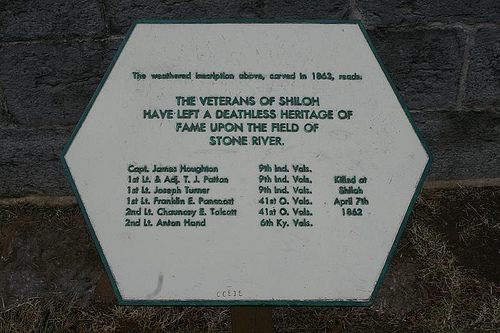 The weathered inscription above, carved in 1863, reads:
THE VETERANS OF SHILOH
HAVE LEFT A DEATHLESS HERITAGE OF
FAME UPON THE FIELD OF
STONE RIVER.
Capt. James Houghton 9th Ind. Vols.
1st Lt. & Adj. T. J. Patton 9th Ind. Vols. Killed at
1st Lt. Joseph Turner 9th Ind. Vols. Shiloh
1st Lt. Franklin E. Pancoast 41st O. Vols. April 7th
2nd Lt. Chauncey E. Talcott 41st O. Vols. 1862
2nd Lt. Anton Hund 6th Ky. Vols.